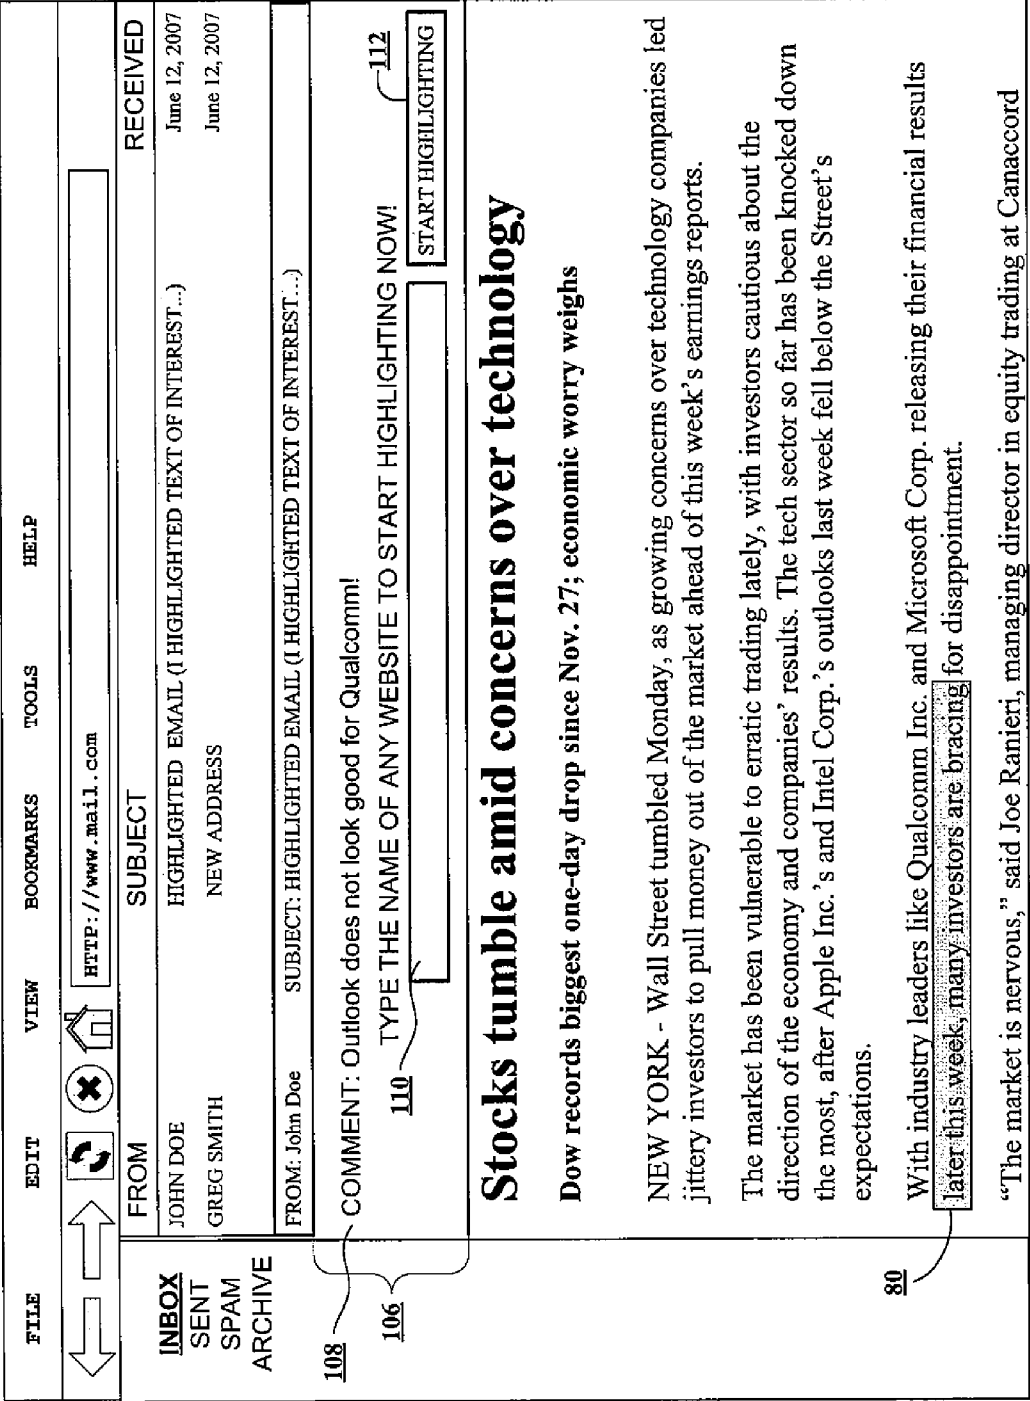 FILE EDIT VIEW BOOKMARKS TOOLS HELP
HTTP://www.mail.com
FROM SUBJECT RECEIVED
INBOX
SENT
SPAM
ARCHIVE
JOHN DOE HIGHLIGHTED EMAIL (I HIGHLIGHTED TEXT OF INTEREST...) June 12, 2007
GREG SMITH NEW ADDRESS June 12, 2007
FROM: John Doe SUBJECT: HIGHLIGHTED EMAIL (I HIGHLIGHTED TEXT OF INTEREST...)
108 COMMENT: Outlook does not look good for Qualcomm!
106
TYPE THE NAME OF ANY WEBSITE TO START HIGHLIGHTING NOW!
112
110
START HIGHLIGHTING
Stocks tumble amid concerns over technology
Dow records biggest one-day drop since Nov. 27; economic worry weighs
NEW YORK - Wall Street tumbled Monday, as growing concerns over technology companies led
jittery investors to pull money out of the market ahead of this week's earnings reports.
The market has been vulnerable to erratic trading lately, with investors cautious about the
direction of the economy and companies' results. The tech sector so far has been knocked down
the most, after Apple Inc.'s and Intel Corp.'s outlooks last week fell below the Street's
expectations.
With industry leaders like Qualcomm Inc. and Microsoft Corp. releasing their financial results
80
later this week, many investors are bracing for disappointment.
“The market is nervous,” said Joe Ranieri, managing director in equity trading at Canaccord